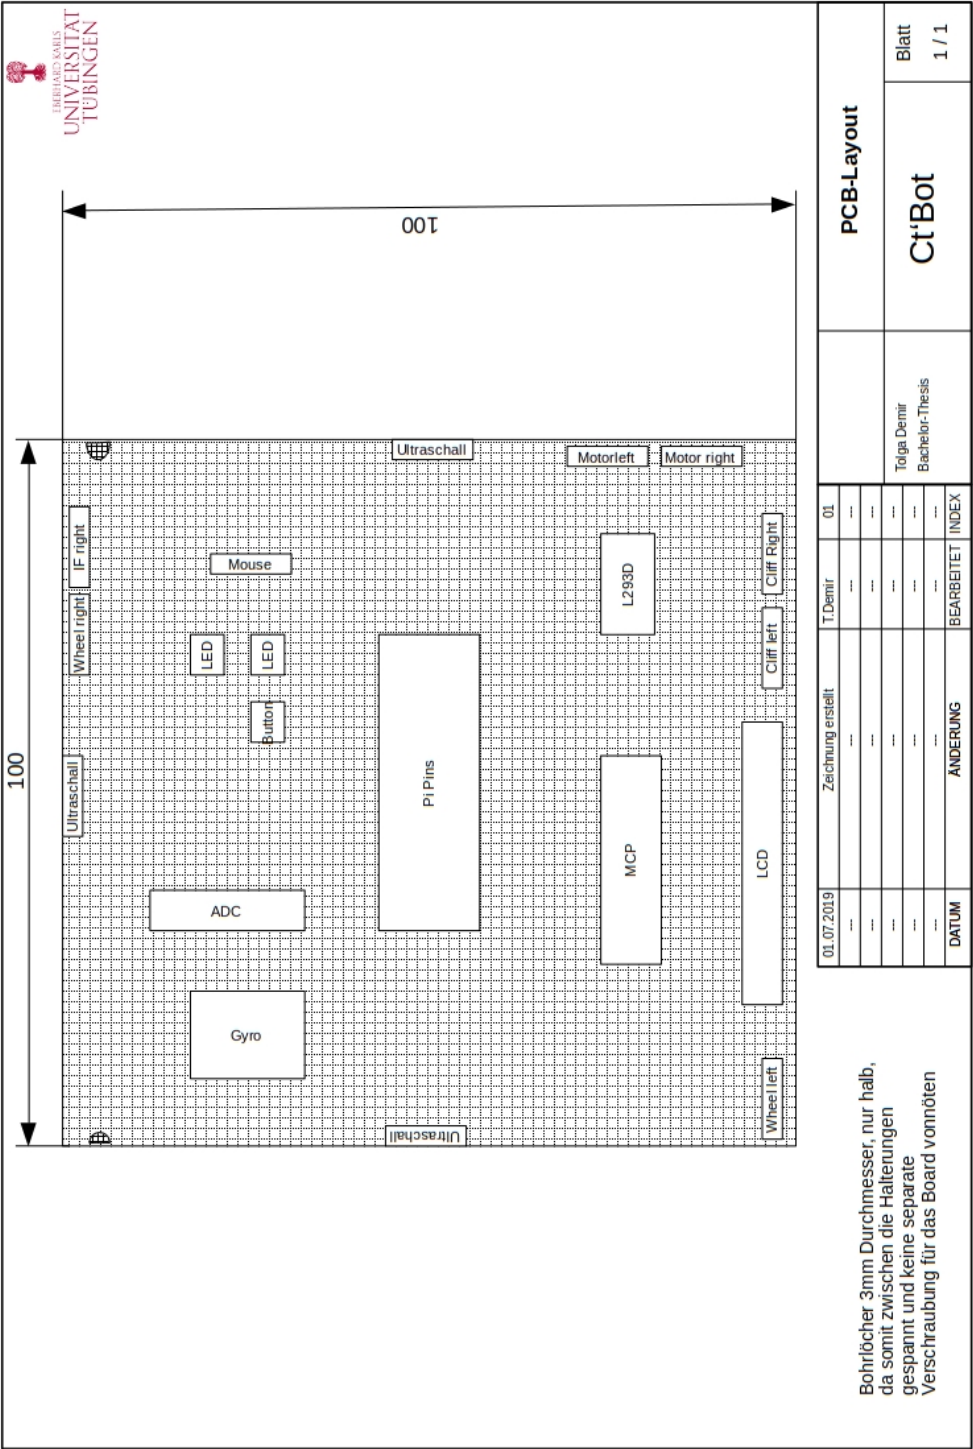 EBERHARD KARLS
UNIVERSITÄT
TÜBINGEN
100
100
Ultraschall
Motorleft
Motor right
IF right
Mouse
L293D
Cliff Right
Wheel right
LED
LED
Cliff left
Button
Ultraschall
Pi Pins
MCP
LCD
ADC
Gyro
Wheel left
Ultraschall
PCB-Layout
Blatt
1 / 1
Ct'Bot
Tolga Demir
Bachelor-Thesis
01.07.2019 Zeichnung erstellt T.Demir 01
--- --- --- ---
--- --- --- ---
--- --- --- ---
--- --- --- ---
--- --- --- ---
DATUM ÄNDERUNG BEARBEITET INDEX
Bohrlöcher 3mm Durchmesser, nur halb,
da somit zwischen die Halterungen
gespannt und keine separate
Verschraubung für das Board vonnöten